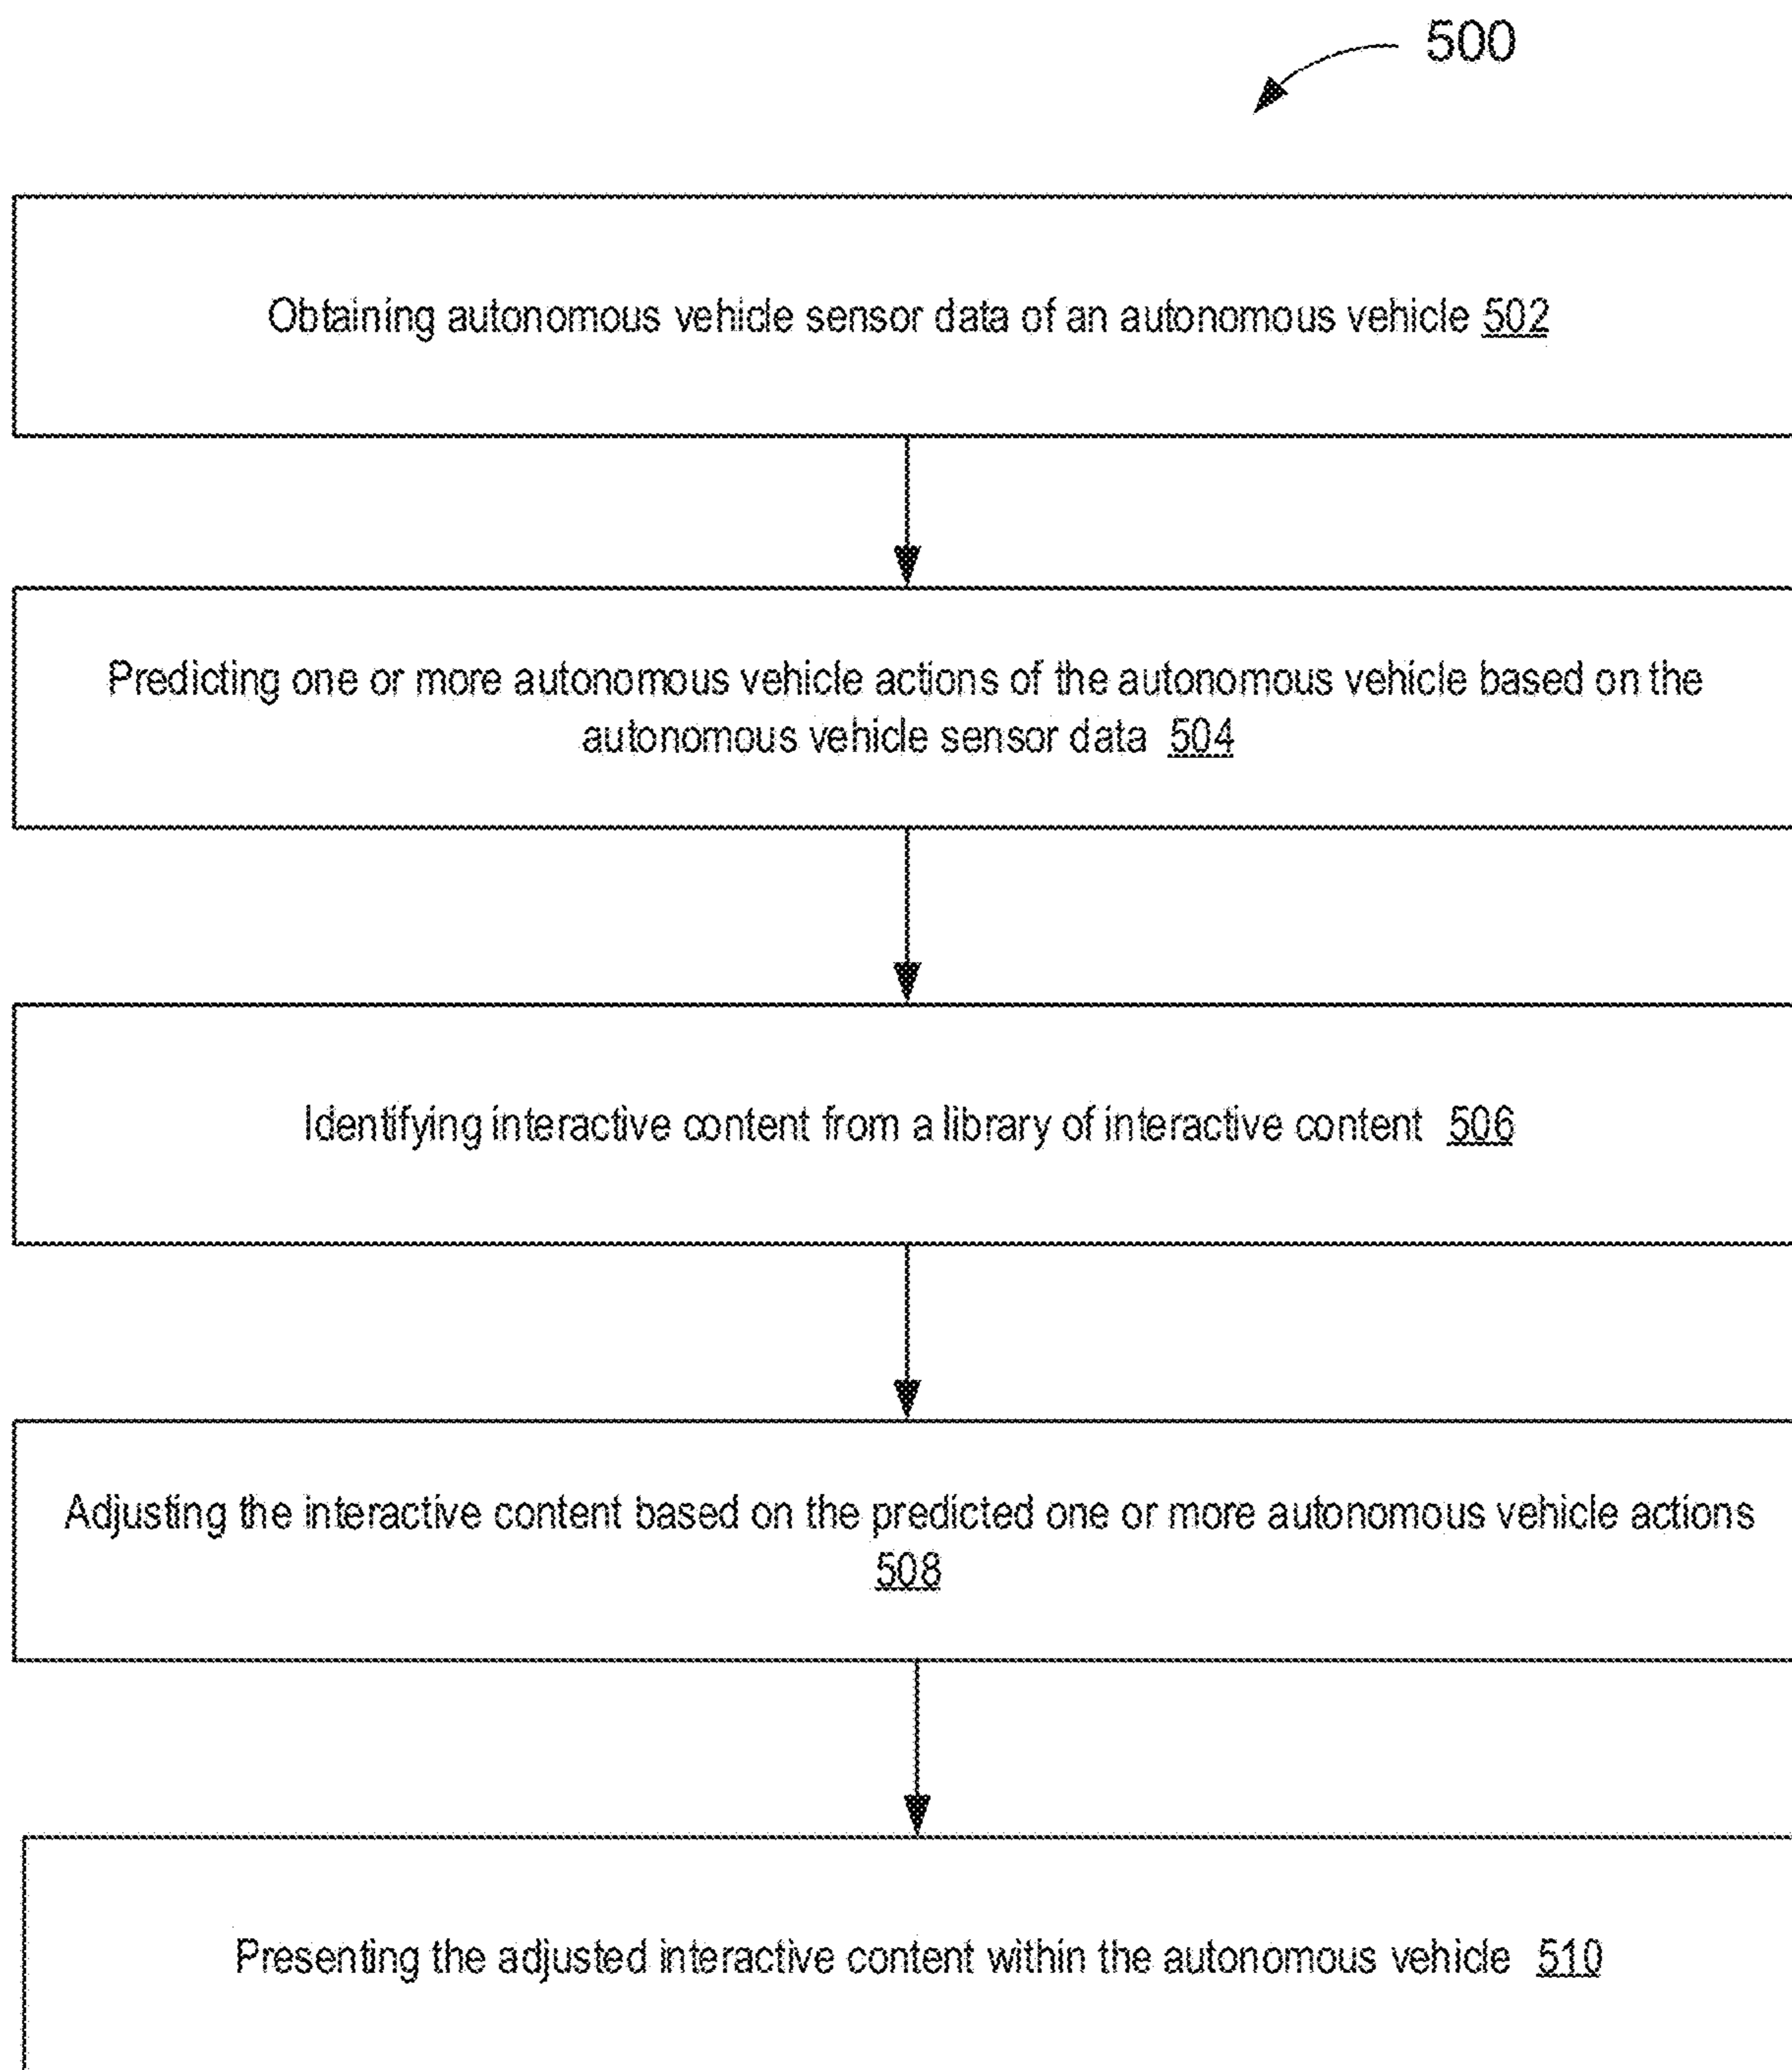 500
Obtaining autonomous vehicle sensor data of an autonomous vehicle 502
Predicting one or more autonomous vehicle actions of the autonomous vehicle based on the
autonomous vehicle sensor data 504
Identifying interactive content from a library of interactive content 506
Adjusting the interactive content based on the predicted one or more autonomous vehicle actions
508
Presenting the adjusted interactive content within the autonomous vehicle 510